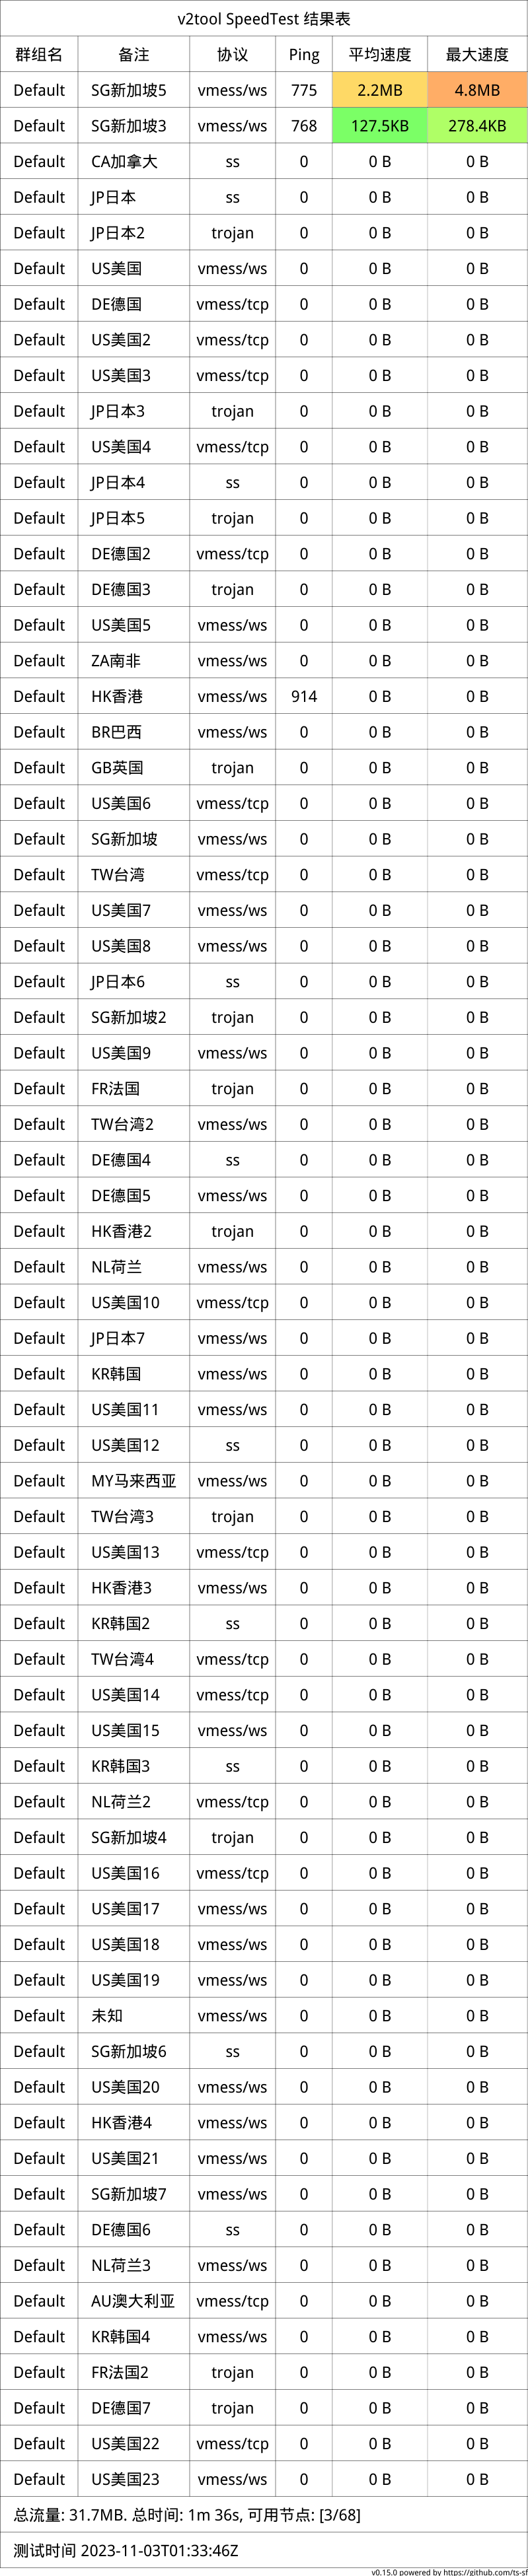 v2tool SpeedTest 结果表
群组名 备注 协议 Ping 平均速度 最大速度
Default SG新加坡5 vmess/ws 775 2.2MB 4.8MB
Default SG新加坡3 vmess/ws 768 127.5KB 278.4KB
Default CA加拿大 ss 0 0 B 0 B
Default JP日本 ss 0 0 B 0 B
Default JP日本2 trojan 0 0 B 0 B
Default US美国 vmess/ws 0 0 B 0 B
Default DE德国 vmess/tcp 0 0 B 0 B
Default US美国2 vmess/tcp 0 0 B 0 B
Default US美国3 vmess/tcp 0 0 B 0 B
Default JP日本3 trojan 0 0 B 0 B
Default US美国4 vmess/tcp 0 0 B 0 B
Default JP日本4 ss 0 0 B 0 B
Default JP日本5 trojan 0 0 B 0 B
Default DE德国2 vmess/tcp 0 0 B 0 B
Default DE德国3 trojan 0 0 B 0 B
Default US美国5 vmess/ws 0 0 B 0 B
Default ZA南非 vmess/ws 0 0 B 0 B
Default HK香港 vmess/ws 914 0 B 0 B
Default BR巴西 vmess/ws 0 0 B 0 B
Default GB英国 trojan 0 0 B 0 B
Default US美国6 vmess/tcp 0 0 B 0 B
Default SG新加坡 vmess/ws 0 0 B 0 B
Default TW台湾 vmess/tcp 0 0 B 0 B
Default US美国7 vmess/ws 0 0 B 0 B
Default US美国8 vmess/ws 0 0 B 0 B
Default JP日本6 ss 0 0 B 0 B
Default SG新加坡2 trojan 0 0 B 0 B
Default US美国9 vmess/ws 0 0 B 0 B
Default FR法国 trojan 0 0 B 0 B
Default TW台湾2 vmess/ws 0 0 B 0 B
Default DE德国4 ss 0 0 B 0 B
Default DE德国5 vmess/ws 0 0 B 0 B
Default HK香港2 trojan 0 0 B 0 B
Default NL荷兰 vmess/ws 0 0 B 0 B
Default US美国10 vmess/tcp 0 0 B 0 B
Default JP日本7 vmess/ws 0 0 B 0 B
Default KR韩国 vmess/ws 0 0 B 0 B
Default US美国11 vmess/ws 0 0 B 0 B
Default US美国12 ss 0 0 B 0 B
Default MY马来西亚 vmess/ws 0 0 B 0 B
Default TW台湾3 trojan 0 0 B 0 B
Default US美国13 vmess/tcp 0 0 B 0 B
Default HK香港3 vmess/ws 0 0 B 0 B
Default KR韩国2 ss 0 0 B 0 B
Default TW台湾4 vmess/tcp 0 0 B 0 B
Default US美国14 vmess/tcp 0 0 B 0 B
Default US美国15 vmess/ws 0 0 B 0 B
Default KR韩国3 ss 0 0 B 0 B
Default NL荷兰2 vmess/tcp 0 0 B 0 B
Default SG新加坡4 trojan 0 0 B 0 B
Default US美国16 vmess/tcp 0 0 B 0 B
Default US美国17 vmess/ws 0 0 B 0 B
Default US美国18 vmess/ws 0 0 B 0 B
Default US美国19 vmess/ws 0 0 B 0 B
Default 未知 vmess/ws 0 0 B 0 B
Default SG新加坡6 ss 0 0 B 0 B
Default US美国20 vmess/ws 0 0 B 0 B
Default HK香港4 vmess/ws 0 0 B 0 B
Default US美国21 vmess/ws 0 0 B 0 B
Default SG新加坡7 vmess/ws 0 0 B 0 B
Default DE德国6 ss 0 0 B 0 B
Default NL荷兰3 vmess/ws 0 0 B 0 B
Default AU澳大利亚 vmess/tcp 0 0 B 0 B
Default KR韩国4 vmess/ws 0 0 B 0 B
Default FR法国2 trojan 0 0 B 0 B
Default DE德国7 trojan 0 0 B 0 B
Default US美国22 vmess/tcp 0 0 B 0 B
Default US美国23 vmess/ws 0 0 B 0 B
总流量: 31.7MB. 总时间: 1m 36s, 可用节点: [3/68]
测试时间 2023-11-03T01:33:46Z
v0.15.0 powered by https://github.com/ts-sf